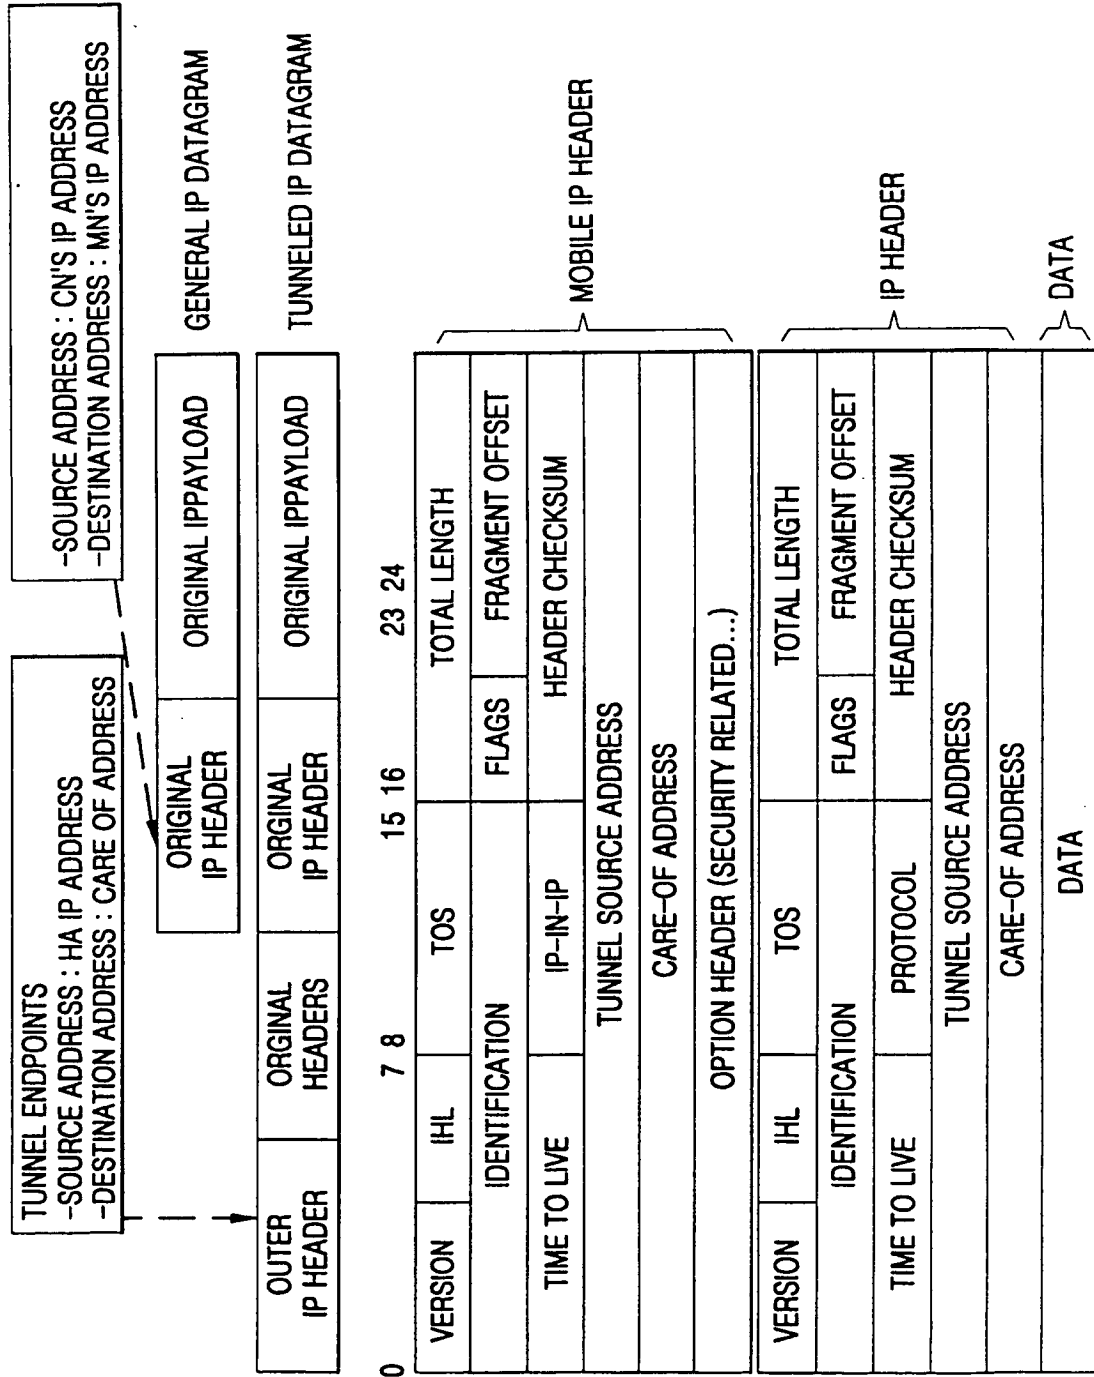 TUNNEL ENDPOINTS
-SOURCE ADDRESS : HA IP ADDRESS
-DESTINATION ADDRESS : CARE OF ADDRESS
-SOURCE ADDRESS : CN'S IP ADDRESS
-DESTINATION ADDRESS : MN'S IP ADDRESS
ORIGINAL
IP HEADER
ORIGINAL IPPAYLOAD
GENERAL IP DATAGRAM
OUTER
IP HEADER
ORGINAL
HEADERS
ORGINAL
IP HEADER
ORIGINAL IPPAYLOAD
TUNNELED IP DATAGRAM
0 7 8 15 16 23 24
VERSION IHL TOS TOTAL LENGTH
IDENTIFICATION FLAGS FRAGMENT OFFSET
TIME TO LIVE IP-IN-IP HEADER CHECKSUM
TUNNEL SOURCE ADDRESS
CARE-OF ADDRESS
OPTION HEADER (SECURITY RELATED...)
MOBILE IP HEADER
VERSION IHL TOS TOTAL LENGTH
IDENTIFICATION FLAGS FRAGMENT OFFSET
TIME TO LIVE PROTOCOL HEADER CHECKSUM
TUNNEL SOURCE ADDRESS
CARE-OF ADDRESS
IP HEADER
DATA
DATA